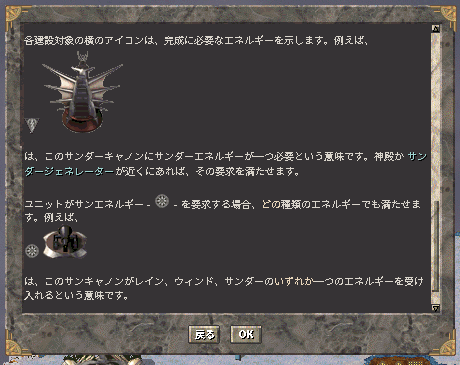 各建設対象の横のアイコンは、完成に必要なエネルギーを示します。例えば、
は、このサンダーキャノンにサンダーエネルギーが一つ必要という意味です。神殿か サン
ダージェネレーターが近くにあれば、その要求を満たせます。
ユニットがサンエネルギー - - を要求する場合、どの種類のエネルギーでも満たせま
す。例えば、
は、このサンキャノンがレイン、ウィンド、サンダーのいずれか一つのエネルギーを受け
入れるという意味です。
戻る OK